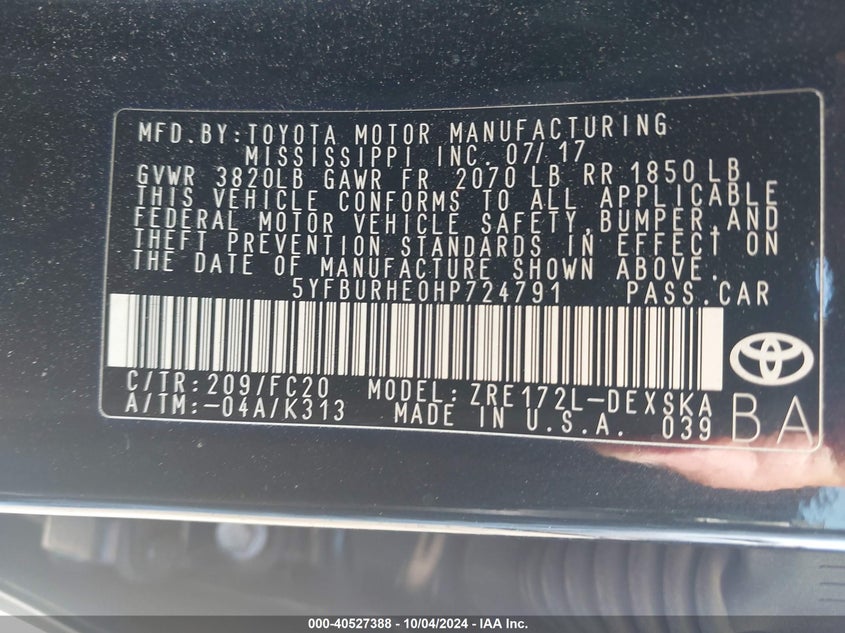 MFD.BY:TOYOTA MOTOR MANUFACTURING
MISSISSIPPI INC. 07/17
GVWR 3820LB GAWR FR 2070 LB RR 1850 LB
THIS VEHICLE CONFORMS TO ALL APPLICABLE
FEDERAL MOTOR VEHICLE SAFETY,BUMPER,AND
THEFT PREVENTION STANDARDS IN EFFECT ON
THE DATE OF MANUFACTURE SHOWN ABOVE.
5YFBURHE0HP724791 PASS.CAR
C/TR:209/FC20 MODEL:ZRE172L-DEXSKA
A/TM:-04A/K313 MADE IN U.S.A. 039
BA
000-40527388 - 10/04/2024 - IAA Inc.